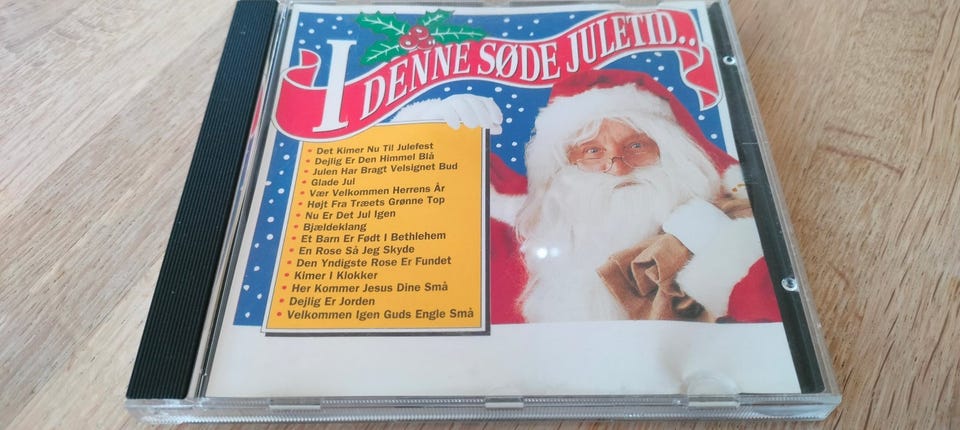 I DENNE SØDE JULETID..
• Det Kimer Nu Til Julefest
• Dejlig Er Den Himmel Blå
• Julen Har Bragt Velsignet Bud
• Glade Jul
• Vær Velkommen Herrens År
• Højt Fra Træets Grønne Top
• Nu Er Det Jul Igen
• Bjældeklang
• Et Barn Er Født I Bethlehem
• En Rose Så Jeg Skyde
• Den Yndigste Rose Er Fundet
• Kimer I Klokker
• Her Kommer Jesus Dine Små
• Dejlig Er Jorden
• Velkommen Igen Guds Engle Små